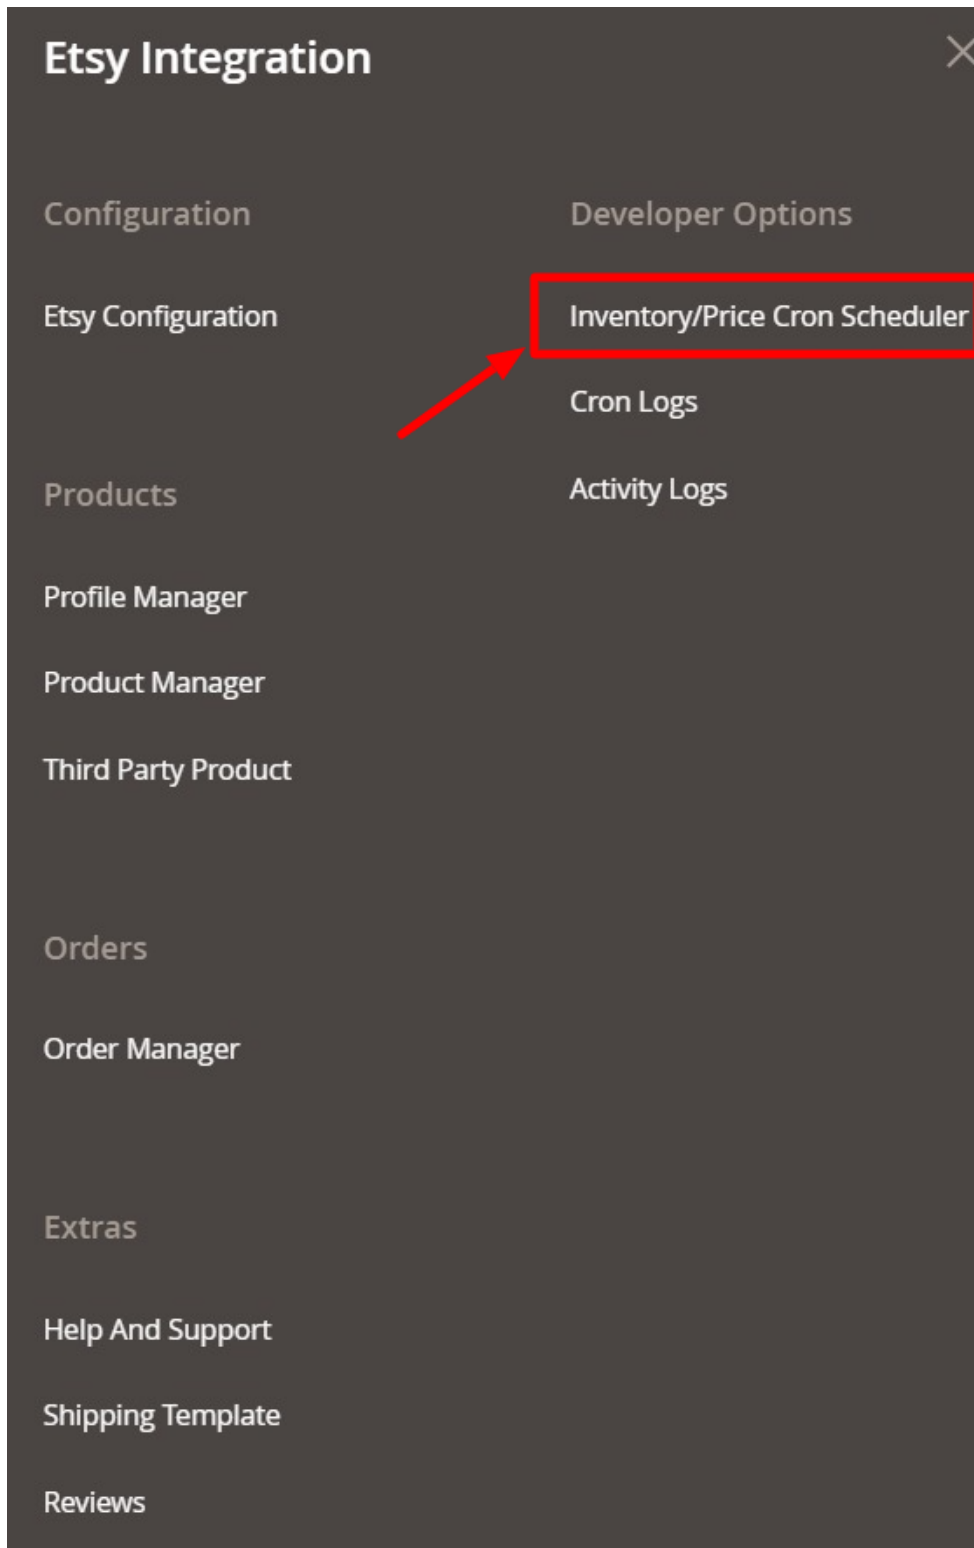 Etsy Integration
Configuration
Etsy Configuration
Products
Profile Manager
Product Manager
Third Party Product
Orders
Order Manager
Extras
Help And Support
Shipping Template
Reviews
Developer Options
Inventory/Price Cron Scheduler
Cron Logs
Activity Logs